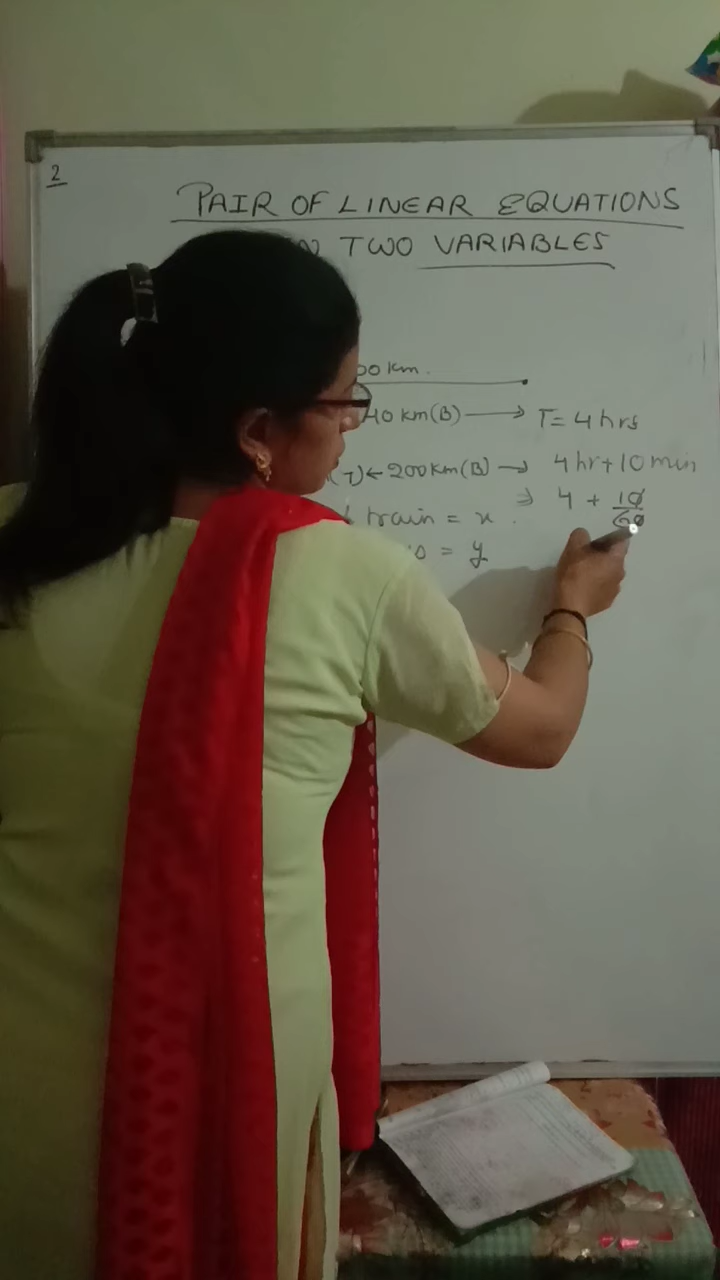 2
PAIR OF LINEAR EQUATIONS
TWO VARIABLES
00 km.
40 km (B) → T = 4 hrs
(T) ← 200 km (B) → 4 hr + 10 min
⇒ 4 + 10/60
train = x.
= y